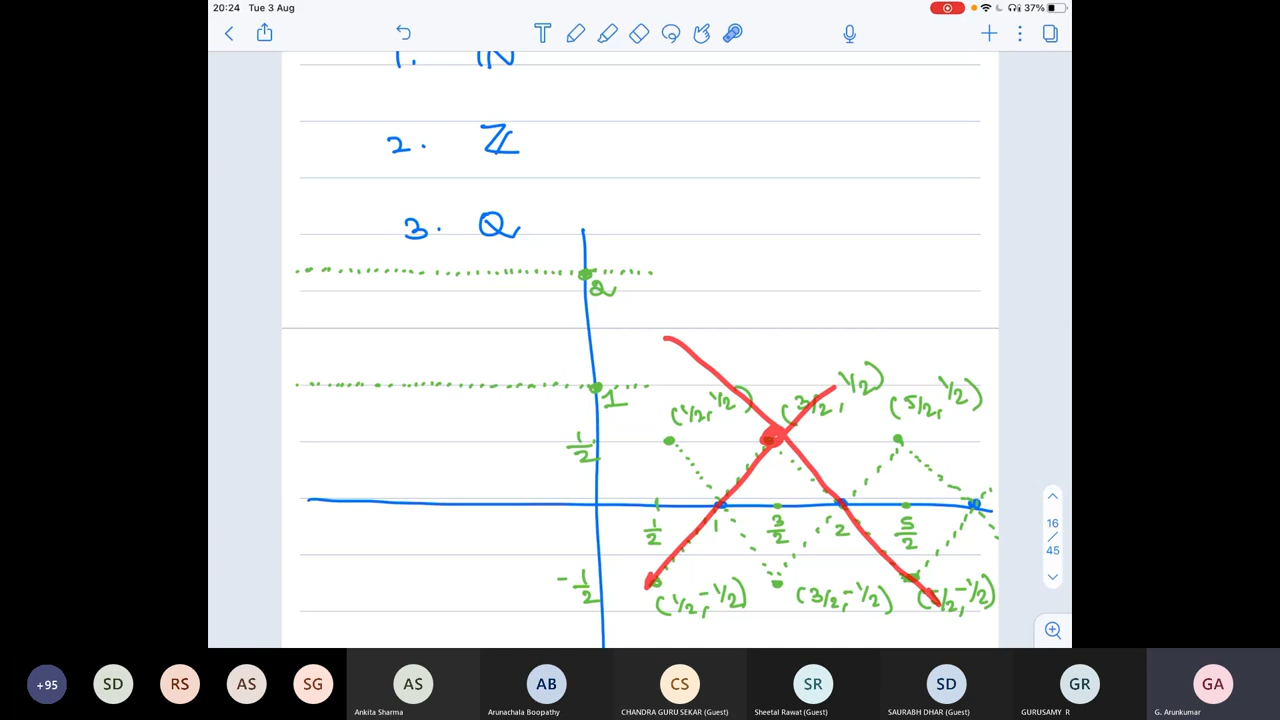 20:24 Tue 3 Aug
37%
1. IN
2. ℤ
3. Q
2
1
1/2
-1/2
(1/2, 1/2)
(3/2, 1/2)
(5/2, 1/2)
1/2
1
3/2
2
5/2
(1/2, -1/2)
(3/2, -1/2)
16
/
45
+95
SD
RS
AS
SG
AS
AB
CS
SR
SD
GR
GA
Ankita Sharma
Arunachala Boopathy
CHANDRA GURU SEKAR (Guest)
Sheetal Rawat (Guest)
SAURABH DHAR (Guest)
GURUSAMY R
G. Arunkumar